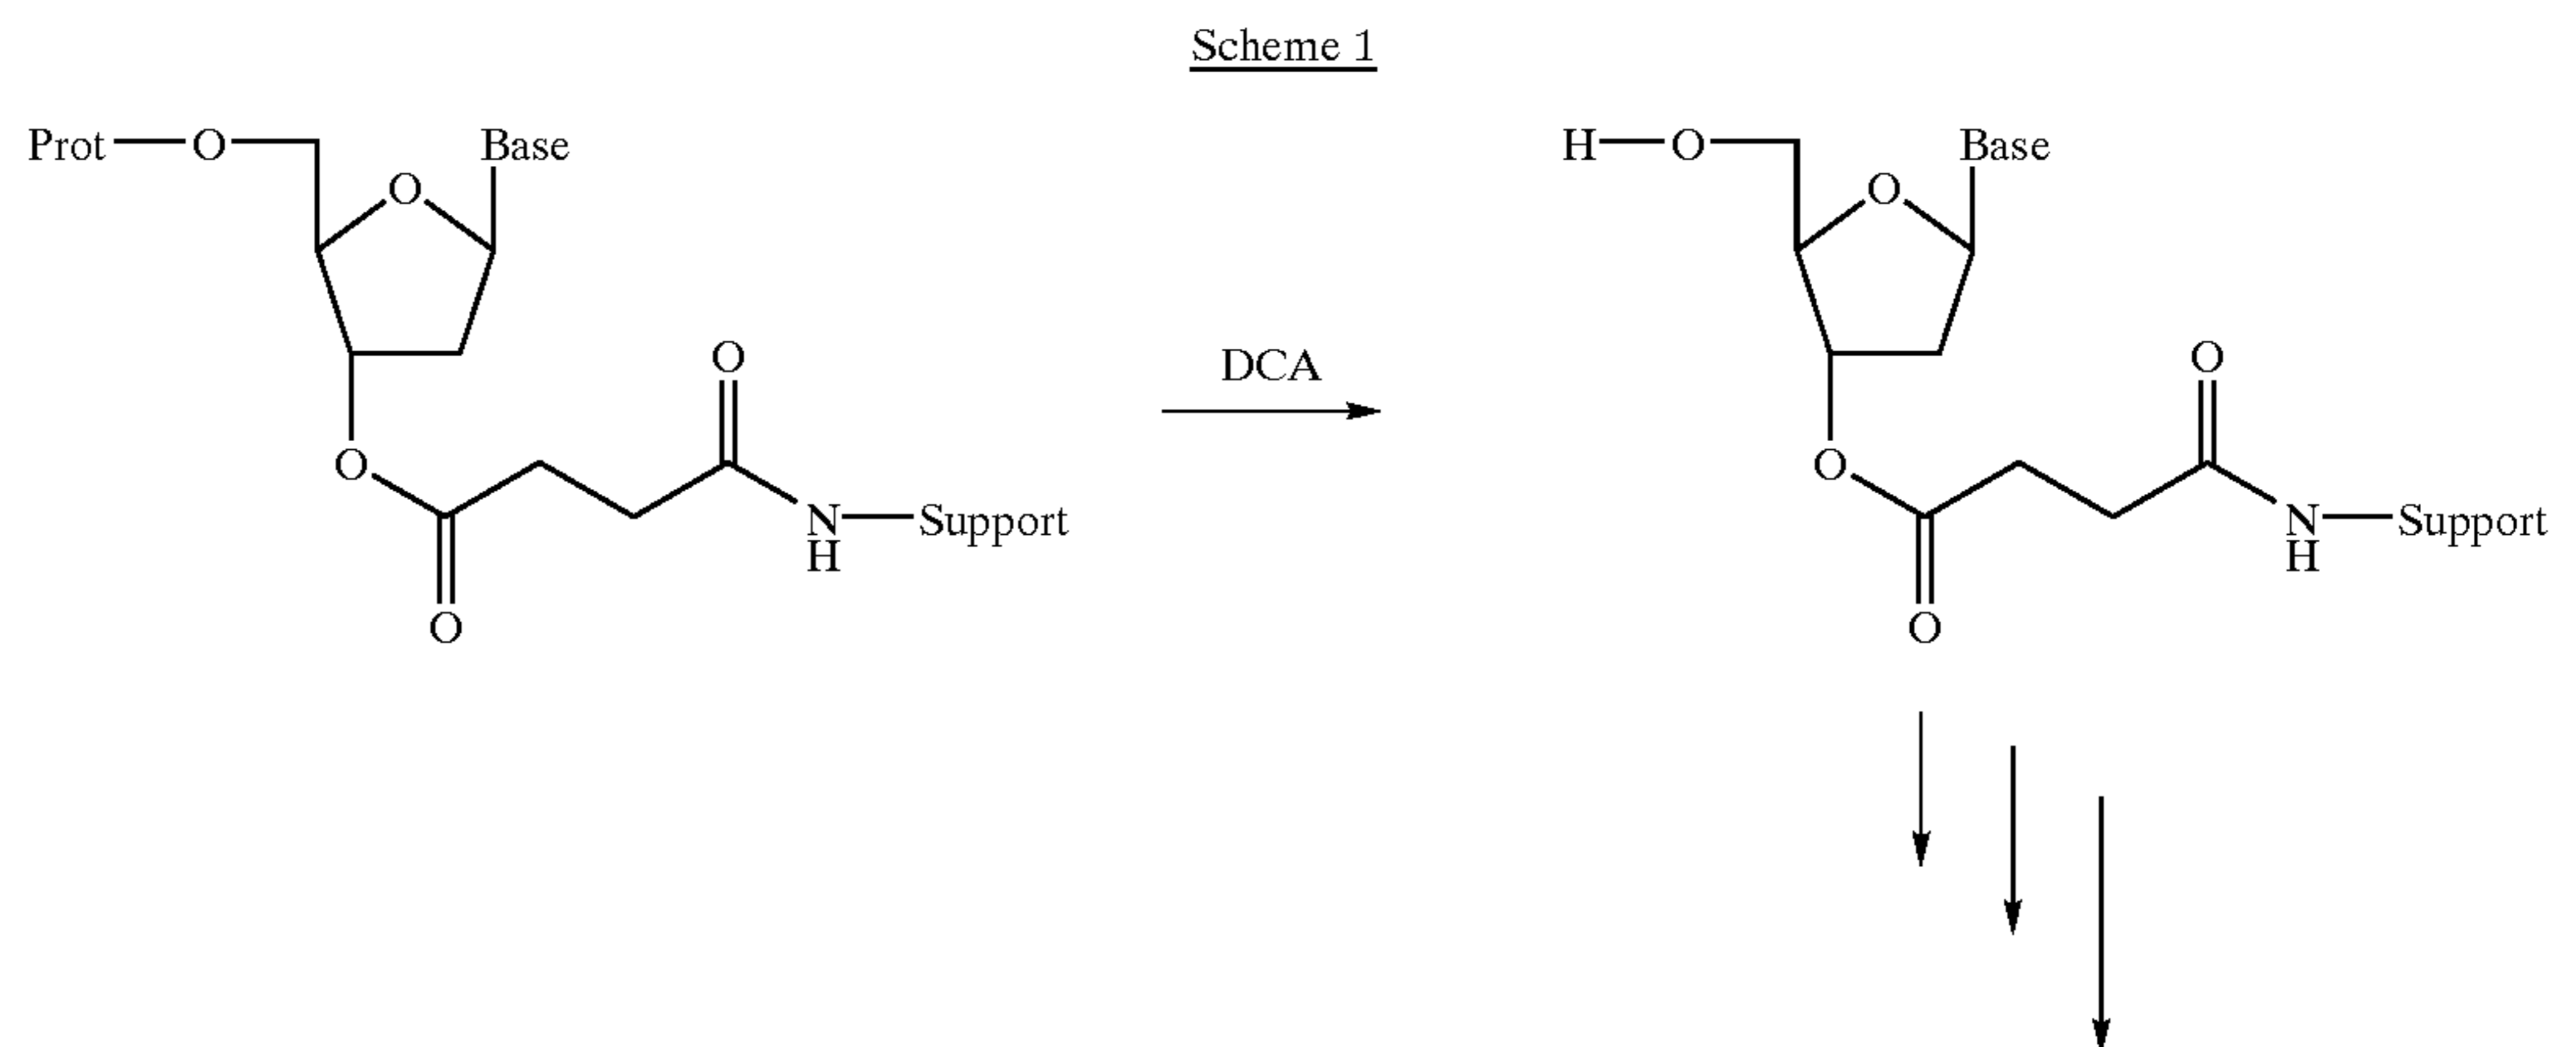 Scheme 1
Prot O Base
O
O
O
N
H
Support
O
DCA
H O Base
O
O
O
N
H
Support
O